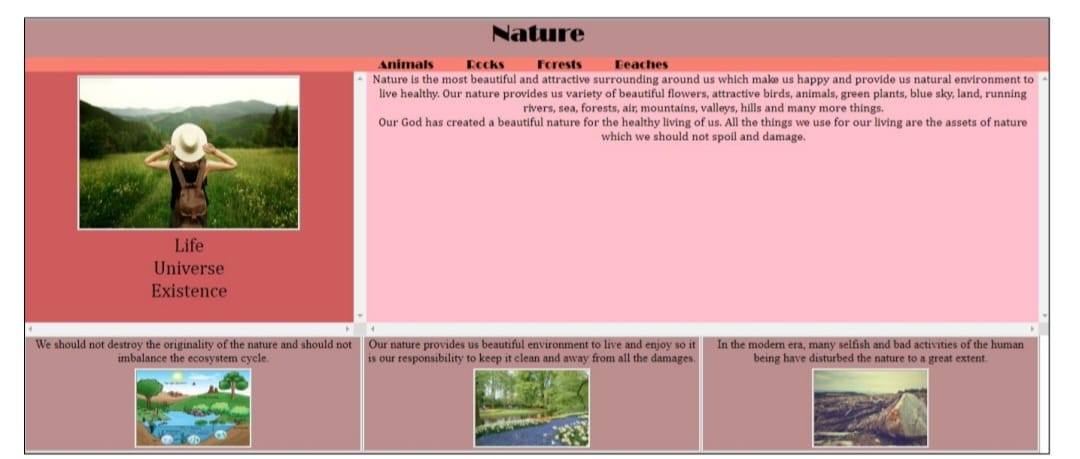 Nature
Animals Rocks Forests Beaches
Life
Universe
Existence
Nature is the most beautiful and attractive surrounding around us which make us happy and provide us natural environment to
live healthy. Our nature provides us variety of beautiful flowers, attractive birds, animals, green plants, blue sky, land, running
rivers, sea, forests, air, mountains, valleys, hills and many more things.
Our God has created a beautiful nature for the healthy living of us. All the things we use for our living are the assets of nature
which we should not spoil and damage.
We should not destroy the originality of the nature and should not
imbalance the ecosystem cycle.
Our nature provides us beautiful environment to live and enjoy so it
is our responsibility to keep it clean and away from all the damages.
In the modern era, many selfish and bad activities of the human
being have disturbed the nature to a great extent.